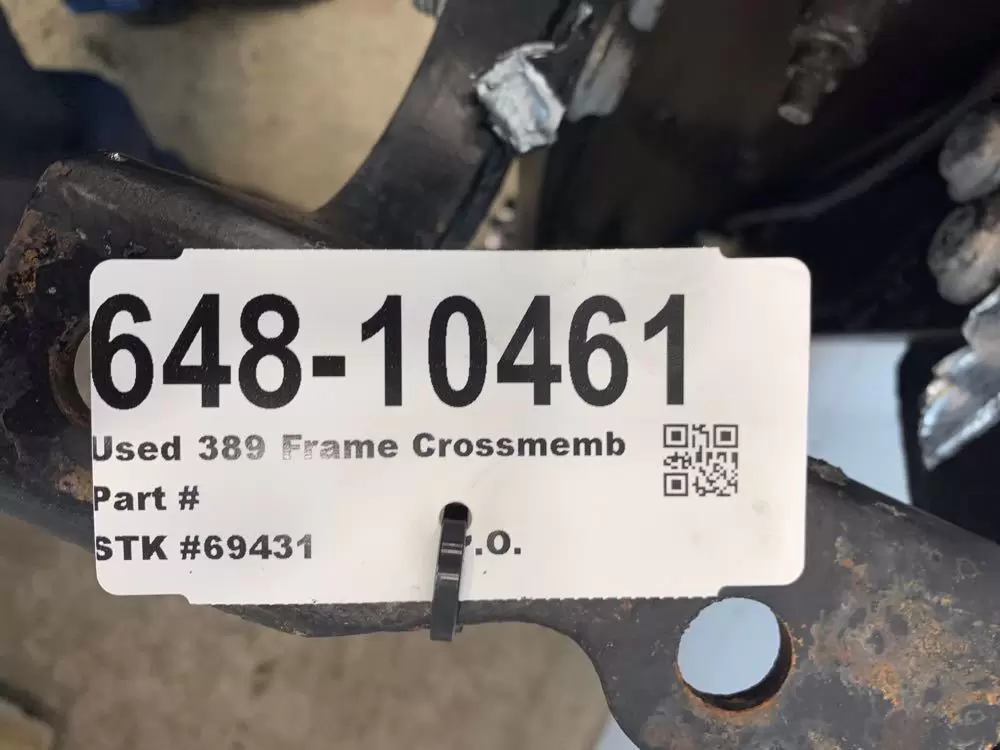 648-10461
Used 389 Frame Crossmemb
Part #
STK #69431
.O.